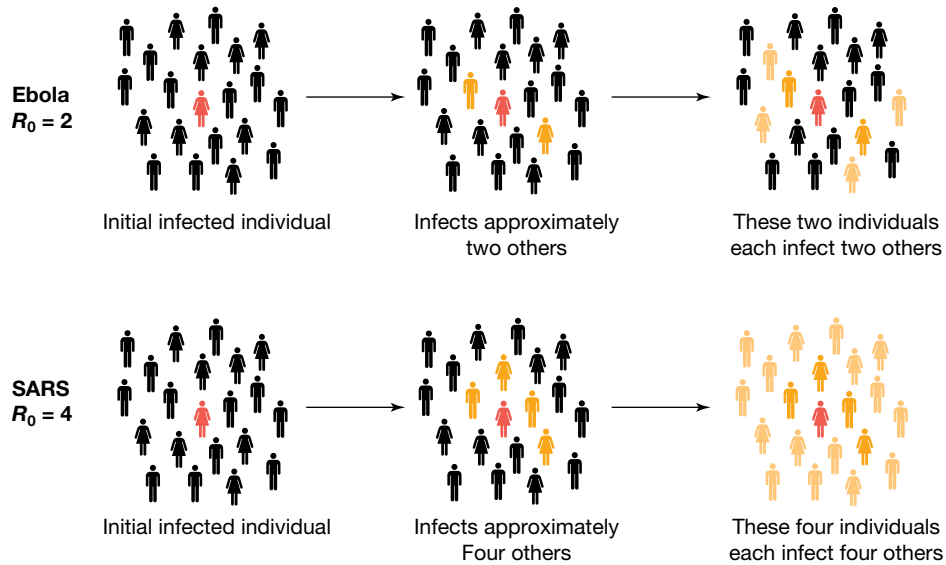 Ebola
R₀ = 2
Initial infected individual
Infects approximately
two others
These two individuals
each infect two others
SARS
R₀ = 4
Initial infected individual
Infects approximately
Four others
These four individuals
each infect four others